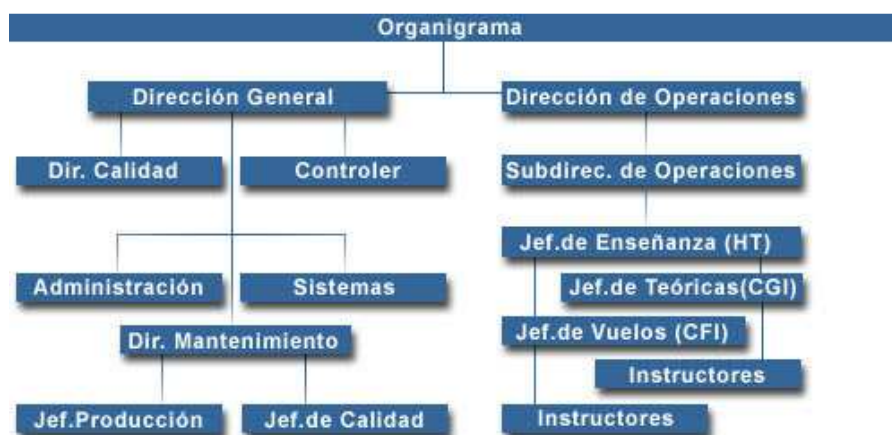 Organigrama
Dirección General
Dirección de Operaciones
Dir. Calidad
Controler
Subdirec. de Operaciones
Jef.de Enseñanza (HT)
Administración
Sistemas
Jef.de Teóricas(CGI)
Dir. Mantenimiento
Jef.de Vuelos (CFI)
Instructores
Jef.Producción
Jef.de Calidad
Instructores